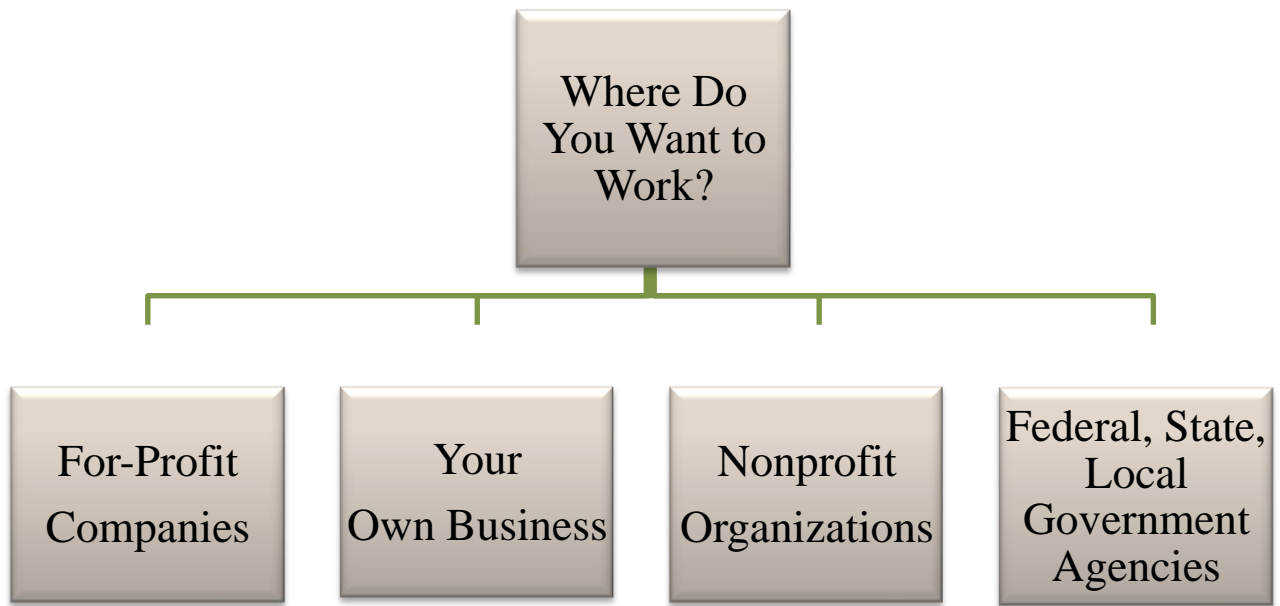 Where Do
You Want to
Work?
For-Profit
Companies
Your
Own Business
Nonprofit
Organizations
Federal, State,
Local
Government
Agencies